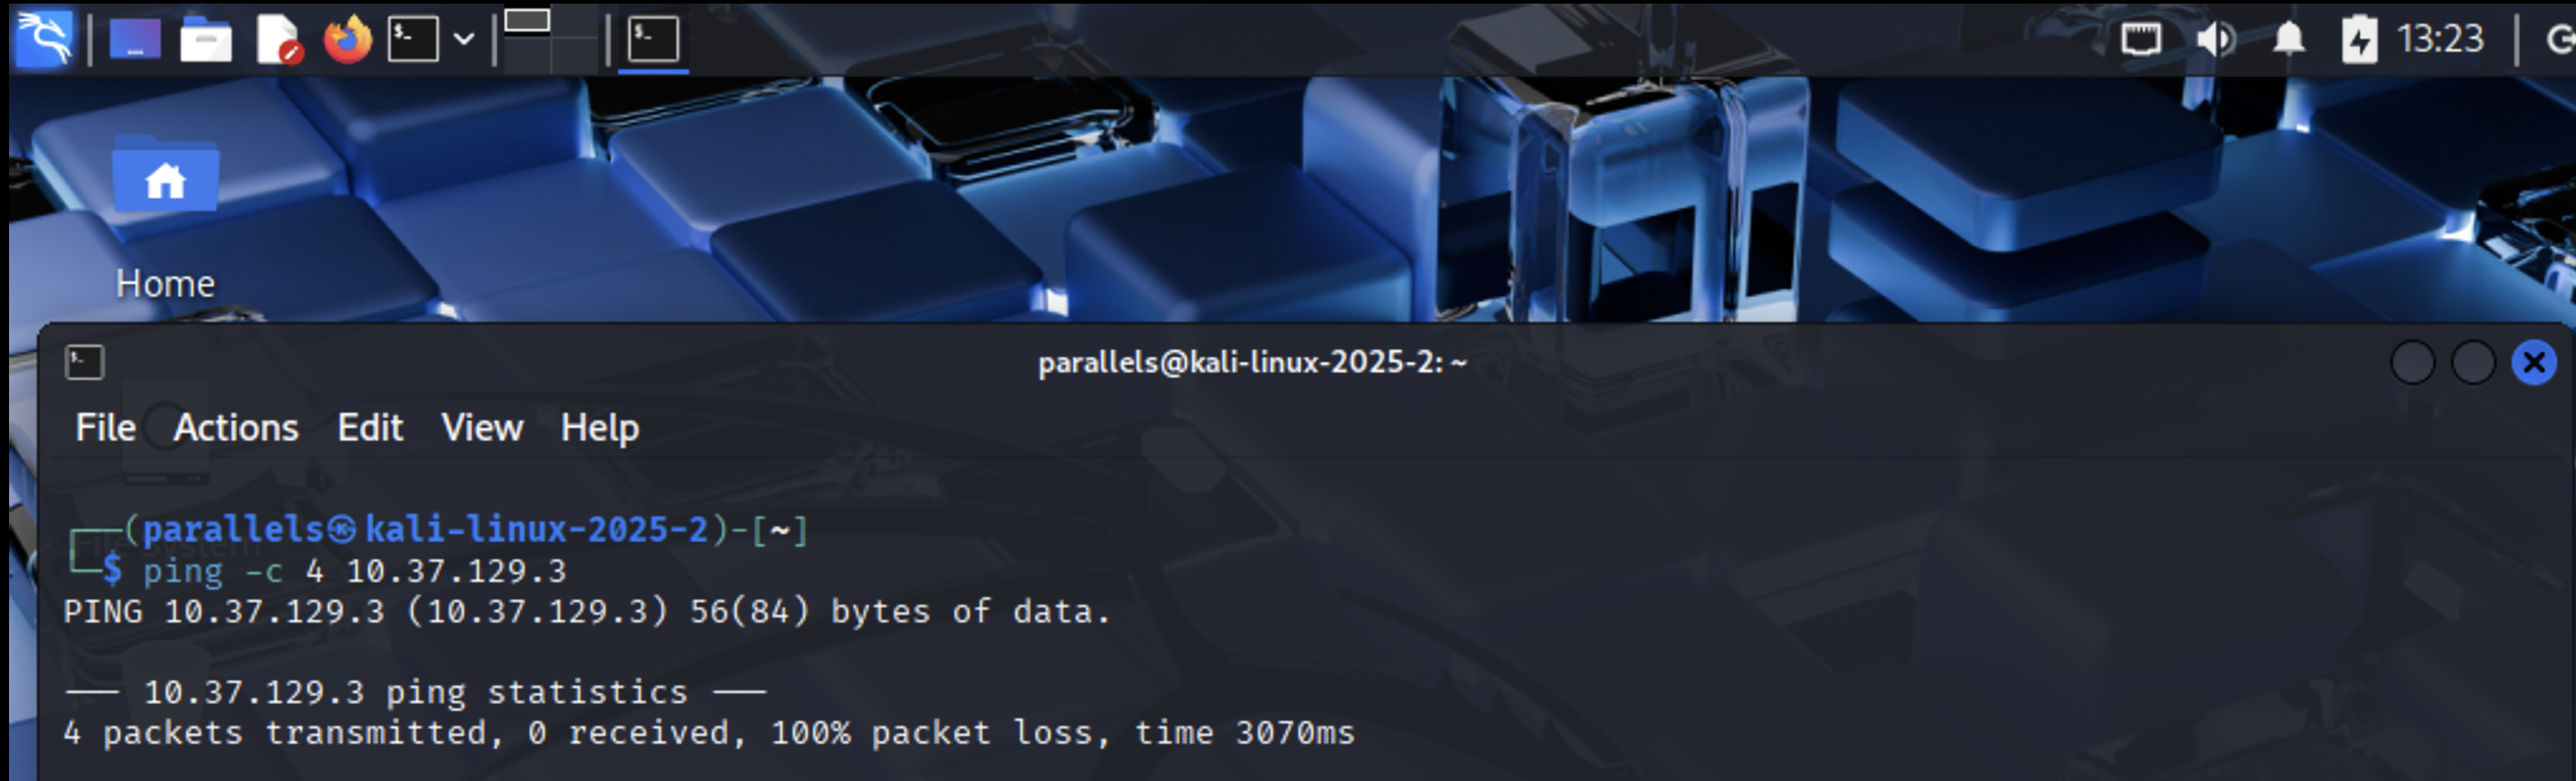 13:23
Home
parallels@kali-linux-2025-2: ~
File Actions Edit View Help
┌──(parallels㉿kali-linux-2025-2)-[~]
└─$ ping -c 4 10.37.129.3
PING 10.37.129.3 (10.37.129.3) 56(84) bytes of data.
── 10.37.129.3 ping statistics ──
4 packets transmitted, 0 received, 100% packet loss, time 3070ms